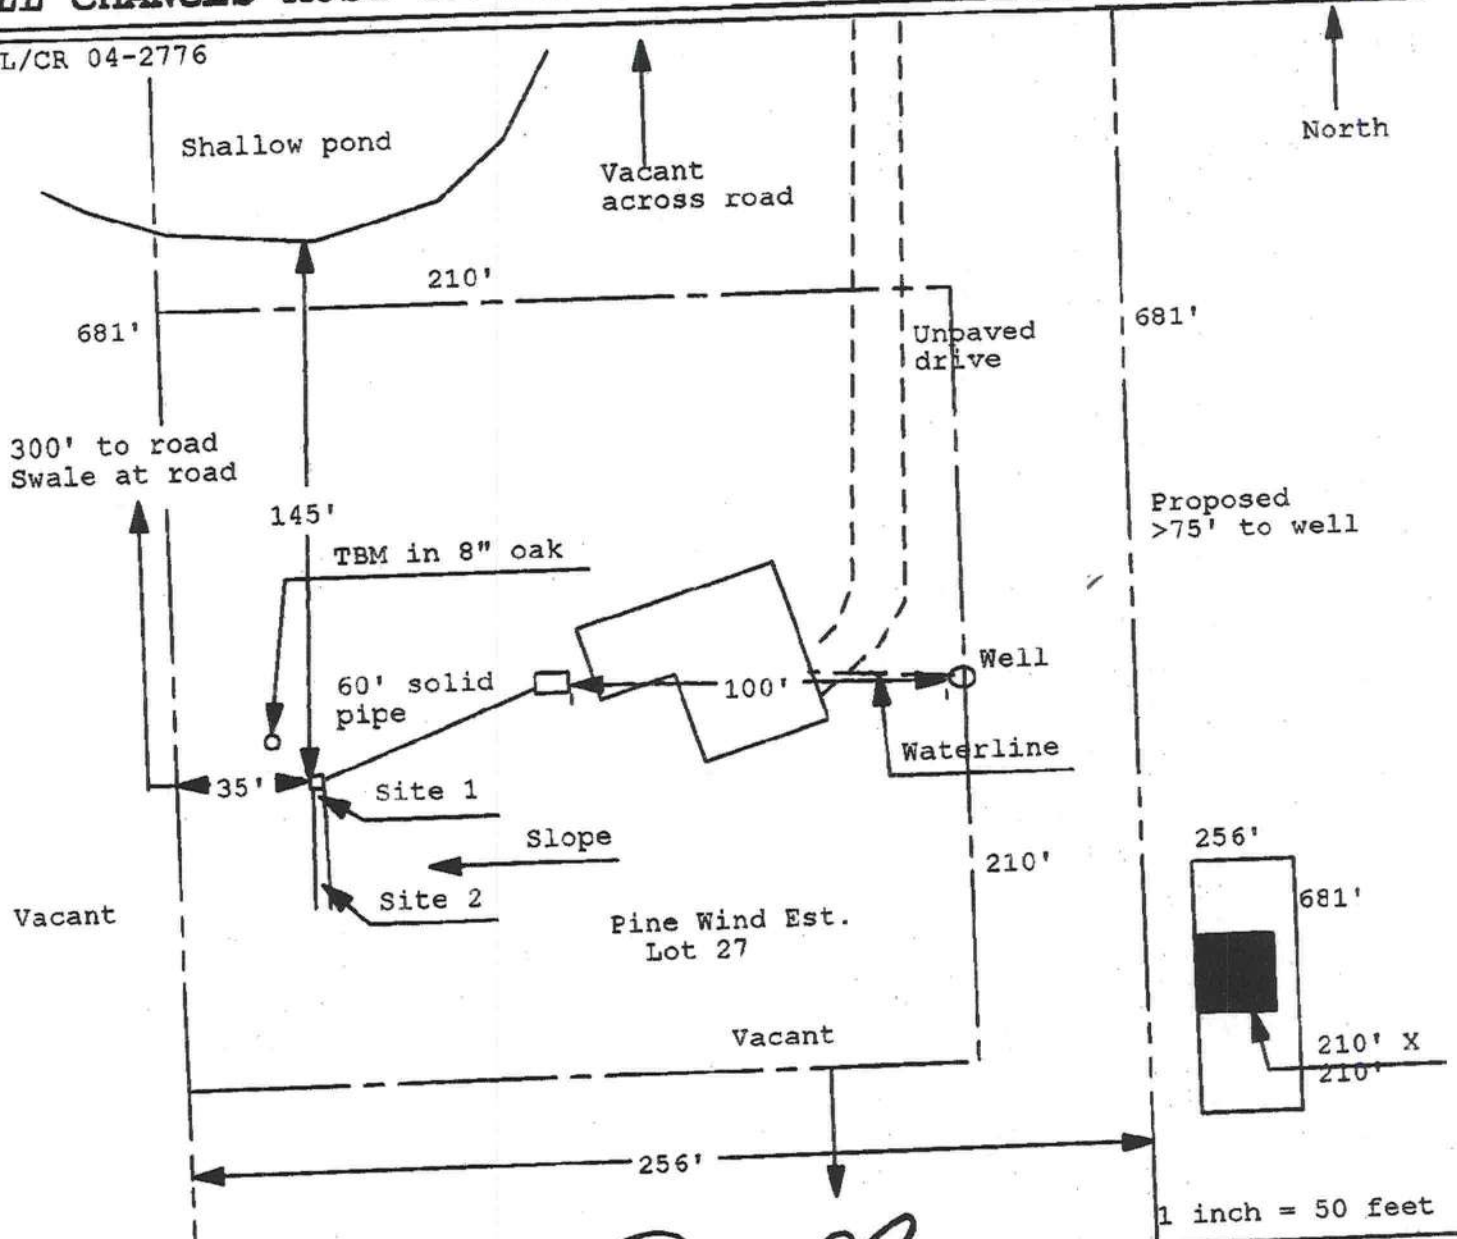 L/CR 04-2776
North
Shallow pond
Vacant
across road
210'
681'
681'
Unpaved
drive
300' to road
Swale at road
145'
TBM in 8" oak
Proposed
>75' to well
60' solid
pipe
100'
Well
Waterline
35'
Site 1
Slope
Site 2
210'
Vacant
Pine Wind Est.
Lot 27
256'
681'
210' X
210'
Vacant
256'
1 inch = 50 feet